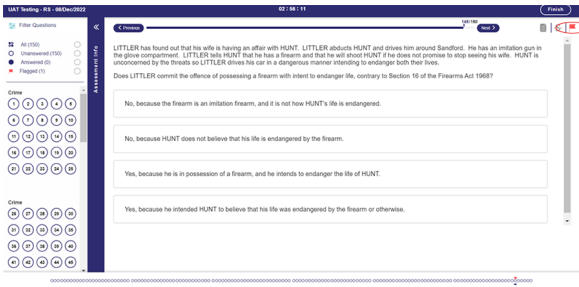 UAT Testing - RS - 08/Dec/2022
02 : 56 : 11
Finish
Filter Questions
Previous
148/150
Next
All (150)
Unanswered (150)
Answered (0)
Flagged (1)
Assessment Info
LITTLER has found out that his wife is having an affair with HUNT. LITTLER abducts HUNT and drives him around Sandford. He has an imitation gun in
the glove compartment. LITTLER tells HUNT that he has a firearm and that he will shoot HUNT if he does not promise to stop seeing his wife. HUNT is
unconcerned by the threats so LITTLER drives his car in a dangerous manner intending to endanger both their lives.
Does LITTLER commit the offence of possessing a firearm with intent to endanger life, contrary to Section 16 of the Firearms Act 1968?
No, because the firearm is an imitation firearm, and it is not how HUNT's life is endangered.
No, because HUNT does not believe that his life is endangered by the firearm.
Yes, because he is in possession of a firearm, and he intends to endanger the life of HUNT.
Yes, because he intended HUNT to believe that his life was endangered by the firearm or otherwise.
Crime
1 2 3 4 5
6 7 8 9 10
11 12 13 14 15
16 17 18 19 20
21 22 23 24 25
Crime
26 27 28 29 30
31 32 33 34 35
36 37 38 39 40
41 42 43 44 45